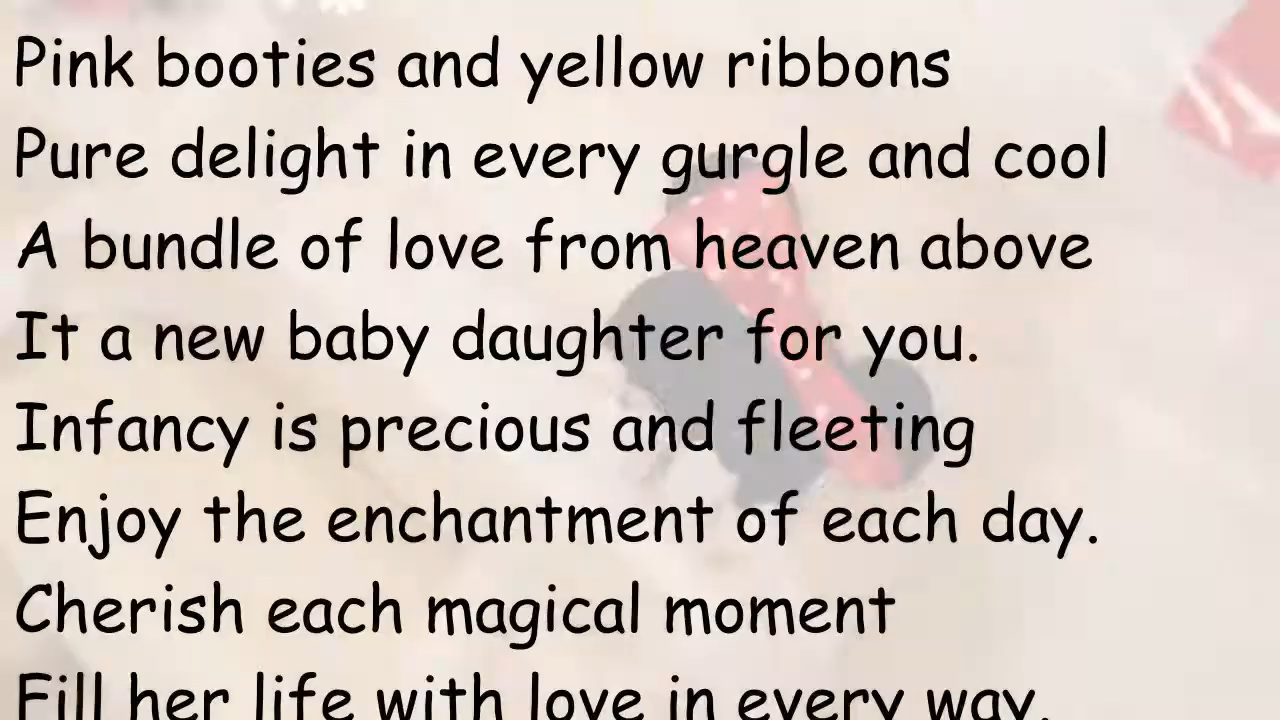 Pink booties and yellow ribbons
Pure delight in every gurgle and cool
A bundle of love from heaven above
It a new baby daughter for you.
Infancy is precious and fleeting
Enjoy the enchantment of each day.
Cherish each magical moment
Fill her life with love in every way.